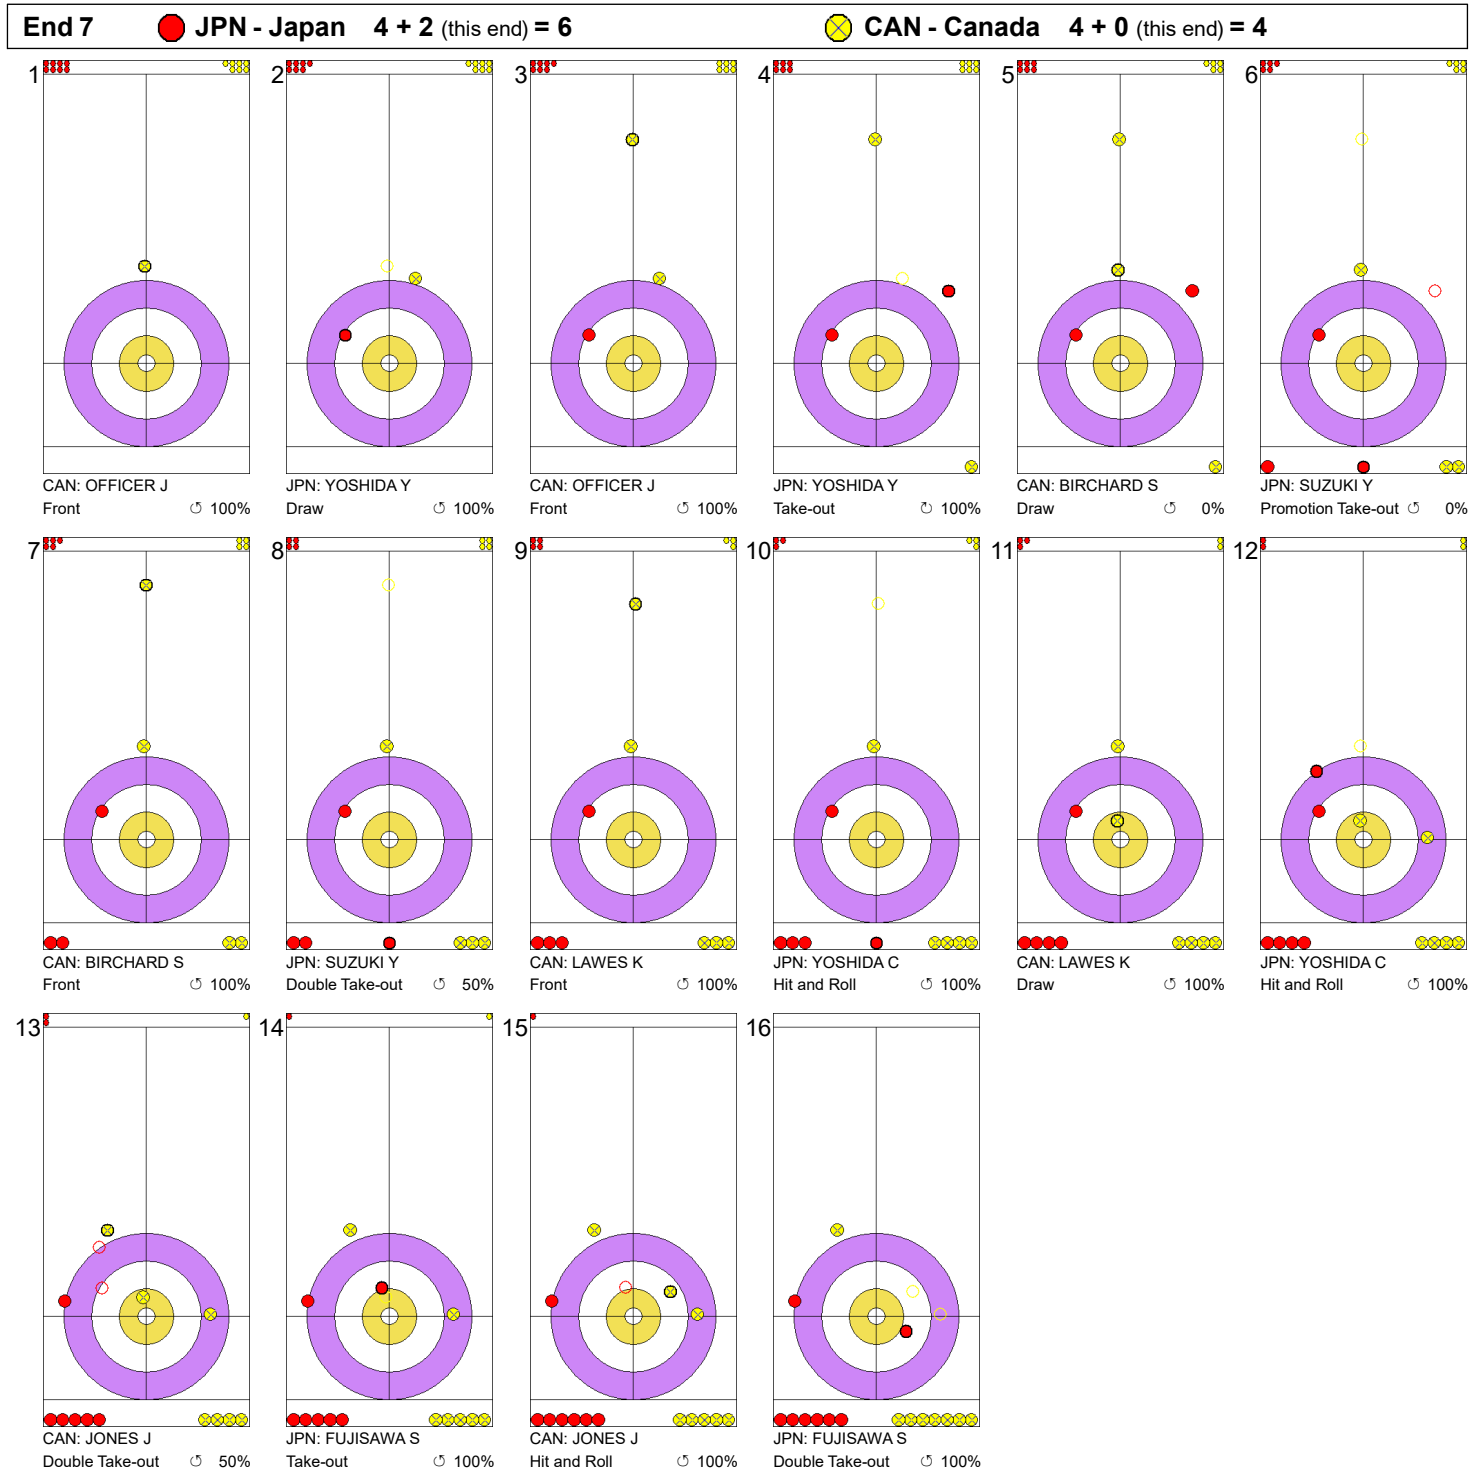 End 7 JPN - Japan 4 + 2 (this end) = 6 CAN - Canada 4 + 0 (this end) = 4
1 2 3 4 5 6
CAN: OFFICER J JPN: YOSHIDA Y CAN: OFFICER J JPN: YOSHIDA Y CAN: BIRCHARD S JPN: SUZUKI Y
Front ↺ 100% Draw ↺ 100% Front ↺ 100% Take-out ↻ 100% Draw ↺ 0% Promotion Take-out ↺ 0%
7 8 9 10 11 12
CAN: BIRCHARD S JPN: SUZUKI Y CAN: LAWES K JPN: YOSHIDA C CAN: LAWES K JPN: YOSHIDA C
Front ↺ 100% Double Take-out ↺ 50% Front ↺ 100% Hit and Roll ↺ 100% Draw ↺ 100% Hit and Roll ↺ 100%
13 14 15 16
CAN: JONES J JPN: FUJISAWA S CAN: JONES J JPN: FUJISAWA S
Double Take-out ↺ 50% Take-out ↺ 100% Hit and Roll ↺ 100% Double Take-out ↺ 100%